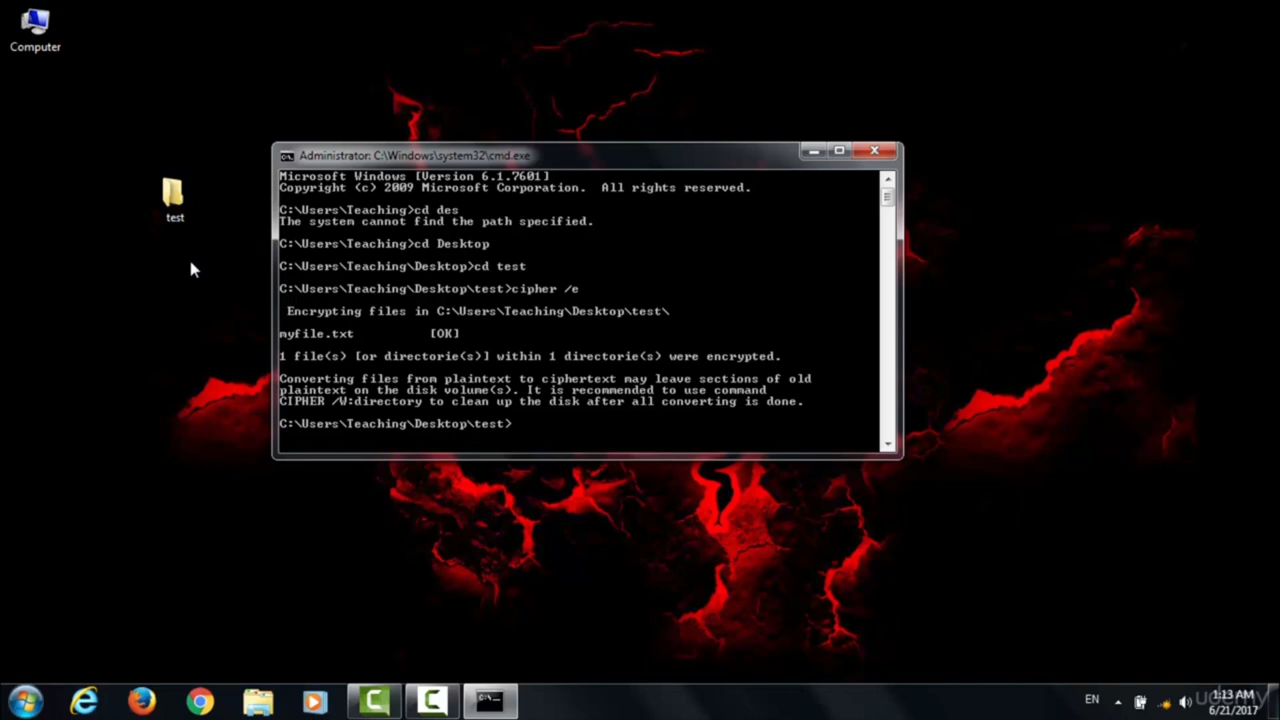 Computer
test
Administrator: C:\Windows\system32\cmd.exe
Microsoft Windows [Version 6.1.7601]
Copyright (c) 2009 Microsoft Corporation.  All rights reserved.
C:\Users\Teaching>cd des
The system cannot find the path specified.
C:\Users\Teaching>cd Desktop
C:\Users\Teaching\Desktop>cd test
C:\Users\Teaching\Desktop\test>cipher /e
Encrypting files in C:\Users\Teaching\Desktop\test\
myfile.txt [OK]
1 file(s) [or directorie(s)] within 1 directorie(s) were encrypted.
Converting files from plaintext to ciphertext may leave sections of old
plaintext on the disk volume(s). It is recommended to use command
CIPHER /W:directory to clean up the disk after all converting is done.
C:\Users\Teaching\Desktop\test>
EN
1:13 AM
6/21/2017
udemy